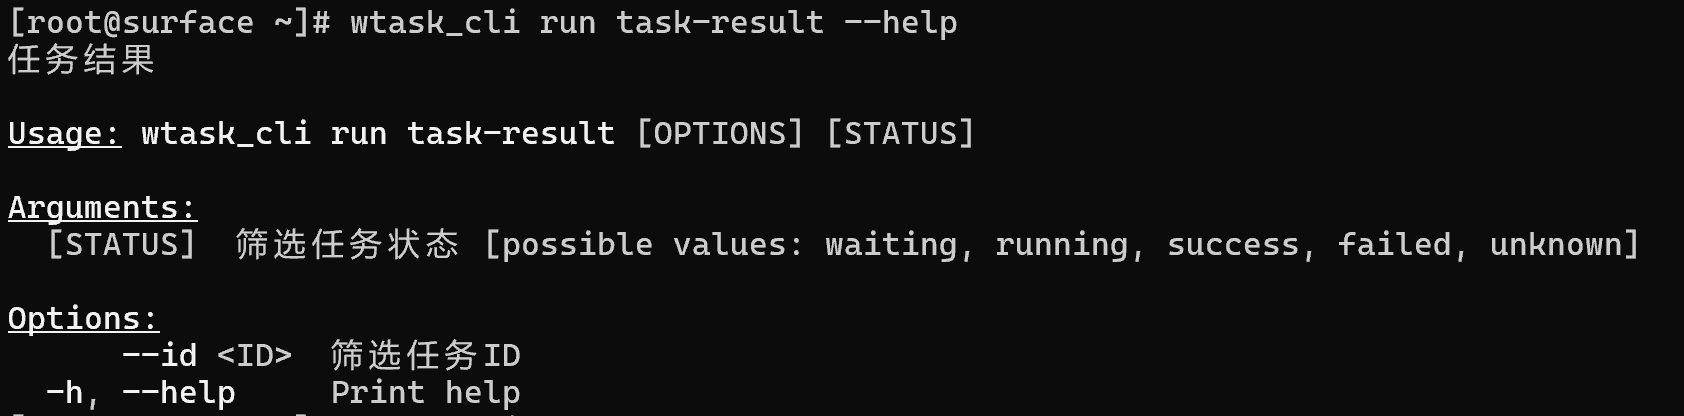 [root@surface ~]# wtask_cli run task-result --help
任务结果
Usage: wtask_cli run task-result [OPTIONS] [STATUS]
Arguments:
[STATUS] 筛选任务状态 [possible values: waiting, running, success, failed, unknown]
Options:
--id <ID> 筛选任务ID
-h, --help Print help